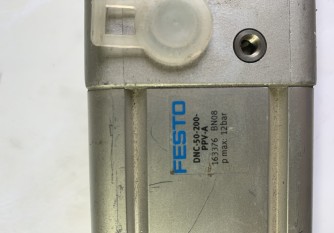 FESTO
DNC-50-200-
PPV-A
163376 BN08
p max. 12bar